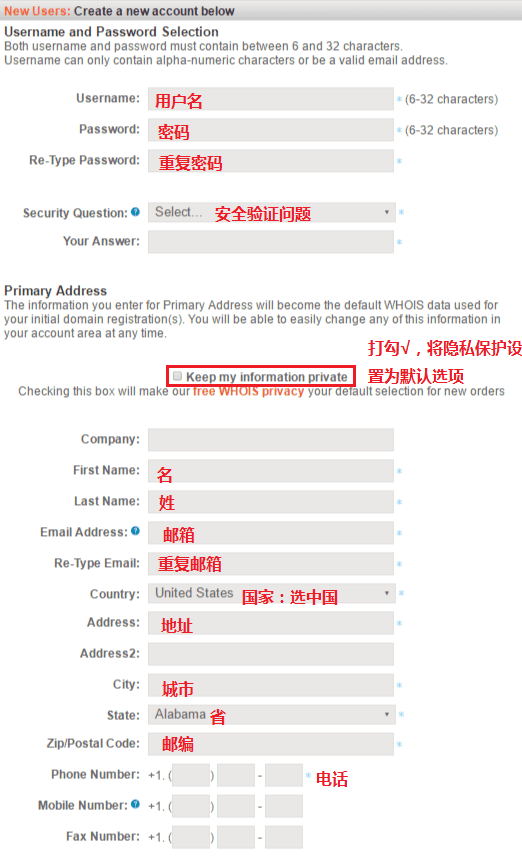 New Users: Create a new account below
Username and Password Selection
Both username and password must contain between 6 and 32 characters.
Username can only contain alpha-numeric characters or be a valid email address.
Username: 用户名 * (6-32 characters)
Password: 密码 * (6-32 characters)
Re-Type Password: 重复密码 *
Security Question: ? Select... 安全验证问题 *
Your Answer: *
Primary Address
The information you enter for Primary Address will become the default WHOIS data used for
your initial domain registration(s). You will be able to easily change any of this information in
your account area at any time.
打勾√，将隐私保护设
置为默认选项
Keep my information private
Checking this box will make our free WHOIS privacy your default selection for new orders
Company:
First Name: 名 *
Last Name: 姓 *
Email Address: ? 邮箱 *
Re-Type Email: 重复邮箱 *
Country: United States 国家：选中国 *
Address: 地址 *
Address2:
City: 城市 *
State: Alabama 省 *
Zip/Postal Code: 邮编 *
Phone Number: +1. ( ) - * 电话
Mobile Number: ? +1. ( ) -
Fax Number: +1. ( ) -